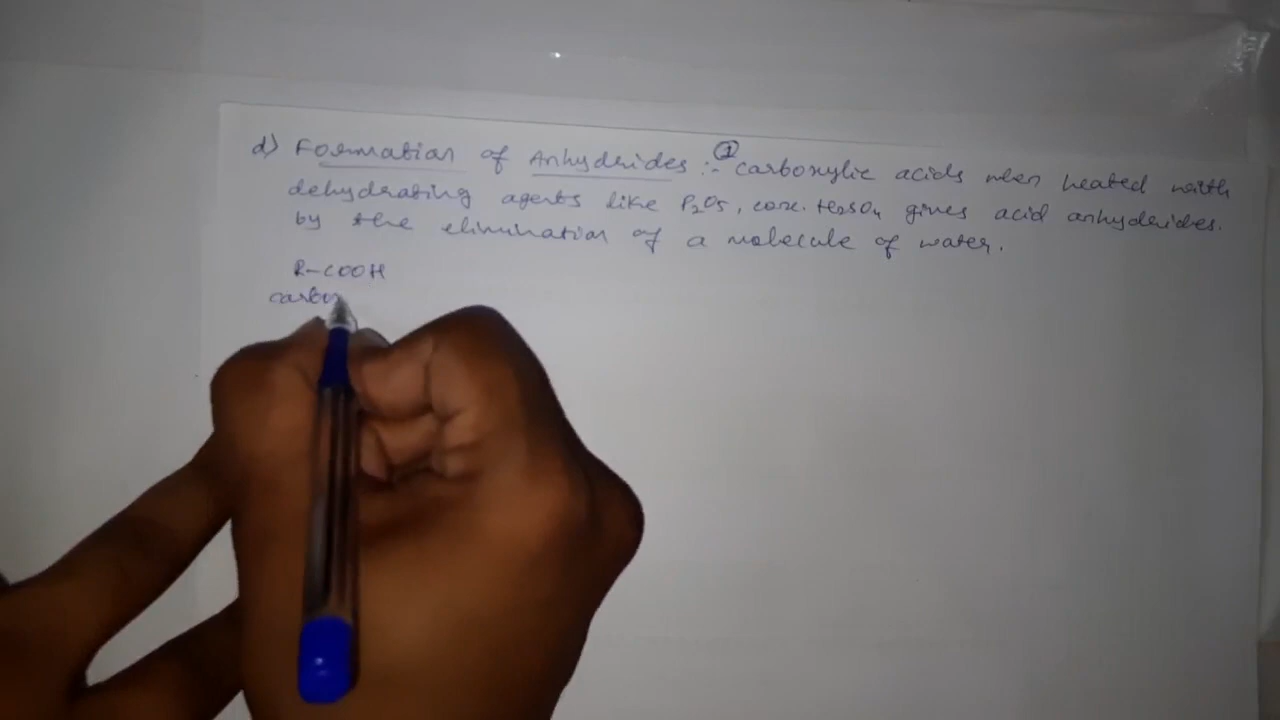 d) Formation of Anhydrides :- ① carboxylic acids when heated with
dehydrating agents like P₂O₅, conc. H₂SO₄ gives acid anhydrides.
by the elimination of a molecule of water.
R-COOH
carbo